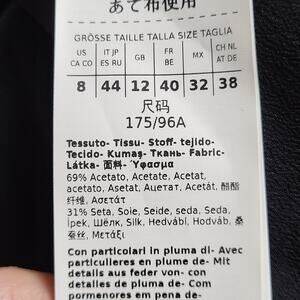 あて布使用
GRÖSSE TAILLE TALLA SIZE TAGLIA
US CA CO IT JP ES RU GB FR BE MX CH NL AT DE
8 44 12 40 32 38
尺码
175/96A
Tessuto- Tissu- Stoff- tejido-
Tecido- Kumaş- Ткань- Fabric-
Látka- 面料- Ύφασμα
69% Acetato, Acetate, Acetat,
acetato, Asetat, Ацетат, Acetát, 醋酯
纤维, Ασετάτ
31% Seta, Soie, Seide, seda, Seda,
İpek, Шёлк, Silk, Hedvábí, Hodváb, 桑
蚕丝, Μετάξι
Con particolari in pluma di- Avec
particulieres en plume de- Mit
details aus feder von- con
detalles de pluma de- Com
pormenores em pena de-